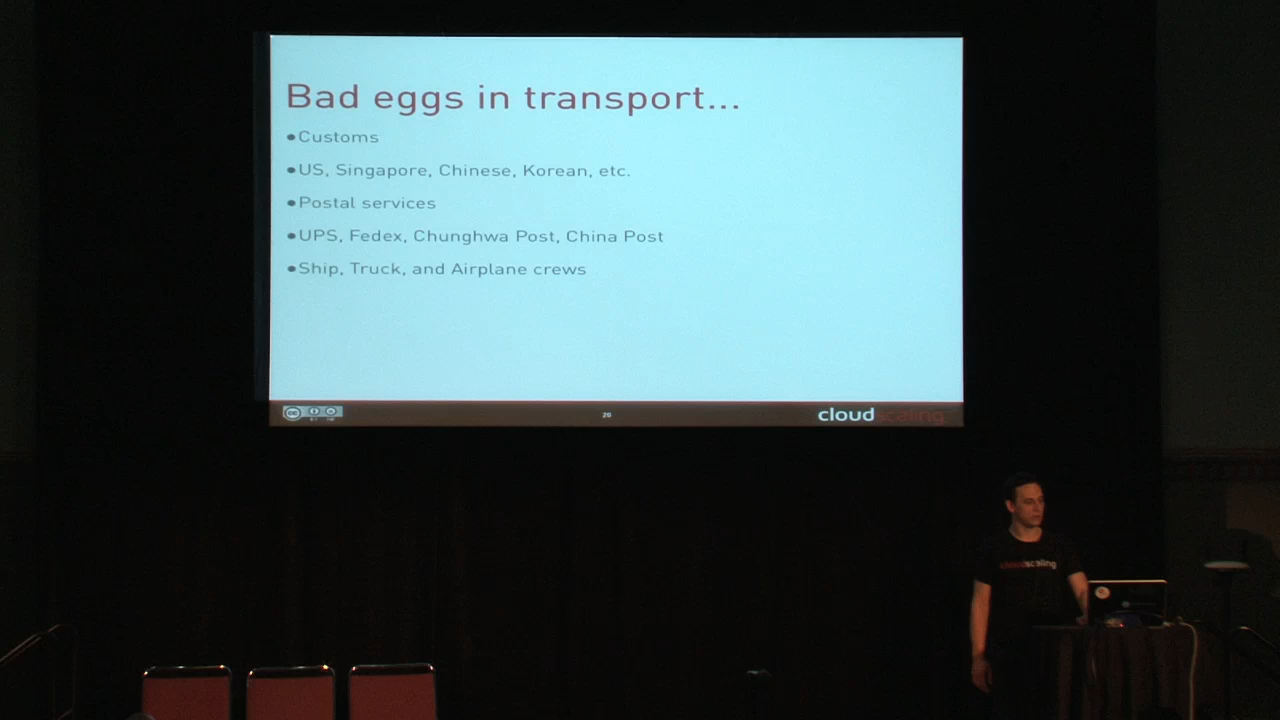 Bad eggs in transport...
•Customs
•US, Singapore, Chinese, Korean, etc.
•Postal services
•UPS, Fedex, Chunghwa Post, China Post
•Ship, Truck, and Airplane crews
20
cloudscaling
cloudscaling